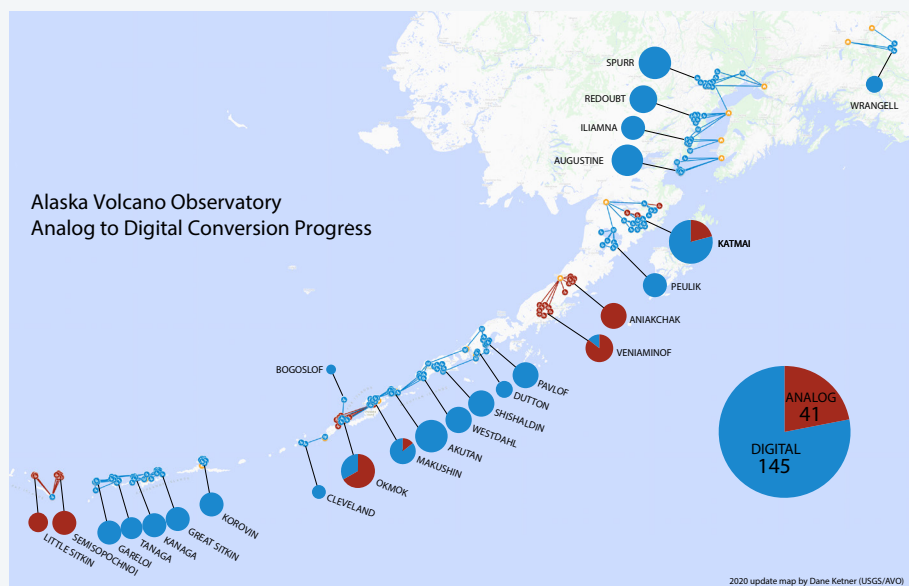 SPURR
REDOUBT
WRANGELL
ILIAMNA
AUGUSTINE
Alaska Volcano Observatory
Analog to Digital Conversion Progress
KATMAI
PEULIK
ANIAKCHAK
VENIAMINOF
BOGOSLOF
PAVLOF
DUTTON
SHISHALDIN
WESTDAHL
AKUTAN
MAKUSHIN
OKMOK
CLEVELAND
KOROVIN
GREAT SITKIN
KANAGA
TANAGA
GARELOI
SEMISOPOCHNOI
LITTLE SITKIN
ANALOG
41
DIGITAL
145
2020 update map by Dane Ketner (USGS/AVO)